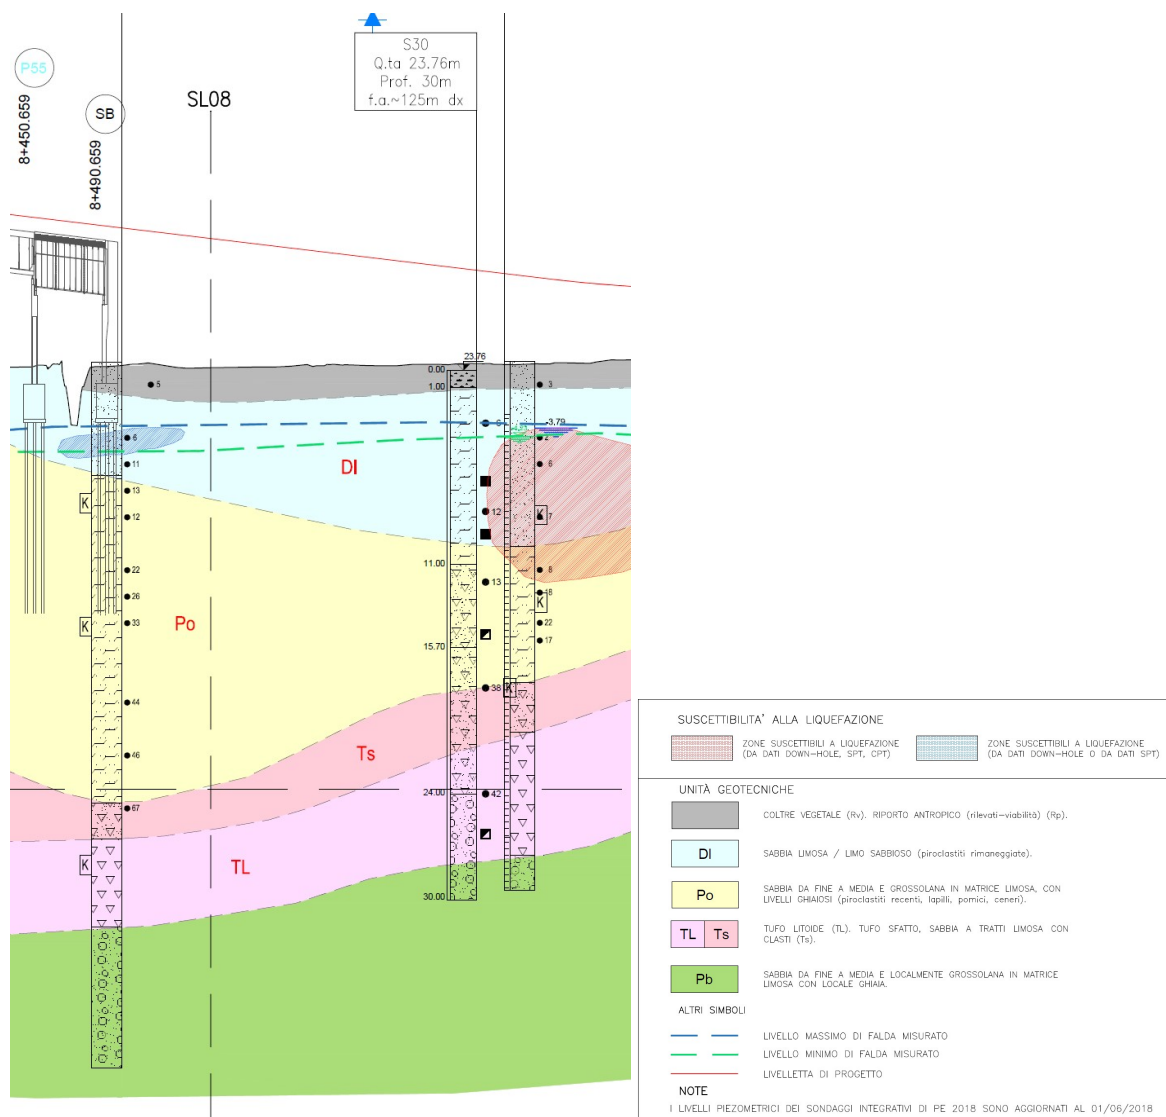 P55
8+450.659
SB
8+490.659
SL08
S30
Q.ta 23.76m
Prof. 30m
f.a.~125m dx
23.76
0.00
1.00
5
3
6
-3.79
6
2
11
6
DI
13
K
12
12
K
7
11.00
22
13
8
26
18
K
K
33
Po
22
15.70
17
38
K
44
Ts
46
24.00
42
67
K
TL
30.00
SUSCETTIBILITA' ALLA LIQUEFAZIONE
ZONE SUSCETTIBILI A LIQUEFAZIONE
(DA DATI DOWN-HOLE, SPT, CPT)
ZONE SUSCETTIBILI A LIQUEFAZIONE
(DA DATI DOWN-HOLE O DA DATI SPT)
UNITÀ GEOTECNICHE
COLTRE VEGETALE (Rv). RIPORTO ANTROPICO (rilevati-viabilità) (Rp).
DI
SABBIA LIMOSA / LIMO SABBIOSO (piroclastiti rimaneggiate).
Po
SABBIA DA FINE A MEDIA E GROSSOLANA IN MATRICE LIMOSA, CON
LIVELLI GHIAIOSI (piroclastiti recenti, lapilli, pomici, ceneri).
TL
Ts
TUFO LITOIDE (TL). TUFO SFATTO, SABBIA A TRATTI LIMOSA CON
CLASTI (Ts).
Pb
SABBIA DA FINE A MEDIA E LOCALMENTE GROSSOLANA IN MATRICE
LIMOSA CON LOCALE GHIAIA.
ALTRI SIMBOLI
LIVELLO MASSIMO DI FALDA MISURATO
LIVELLO MINIMO DI FALDA MISURATO
LIVELLETTA DI PROGETTO
NOTE
I LIVELLI PIEZOMETRICI DEI SONDAGGI INTEGRATIVI DI PE 2018 SONO AGGIORNATI AL 01/06/2018